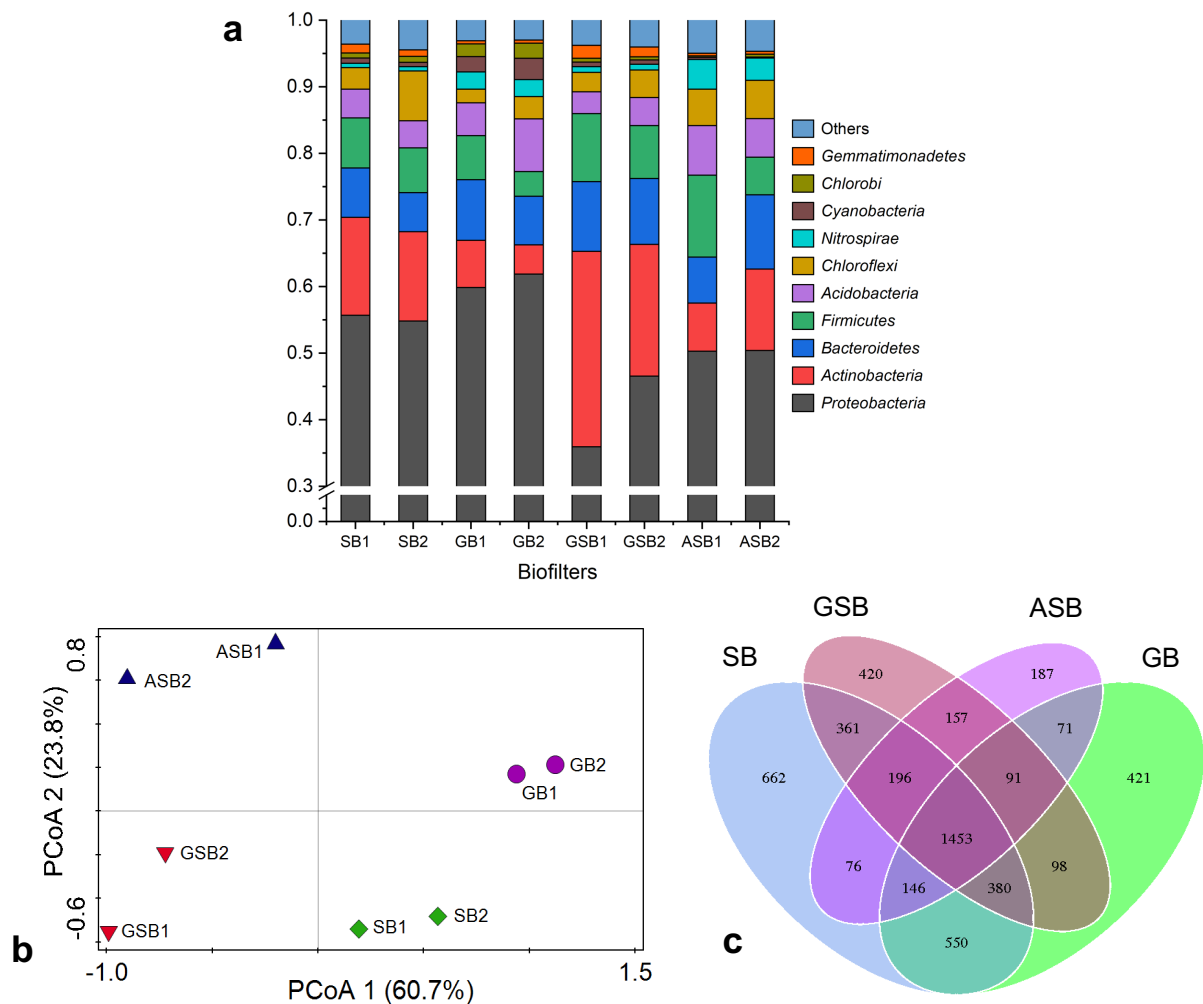 a
1.0
0.9
0.8
0.7
0.6
0.5
0.4
0.3
0.0
SB1 SB2 GB1 GB2 GSB1 GSB2 ASB1 ASB2
Biofilters
Others
Gemmatimonadetes
Chlorobi
Cyanobacteria
Nitrospirae
Chloroflexi
Acidobacteria
Firmicutes
Bacteroidetes
Actinobacteria
Proteobacteria
b
PCoA 2 (23.8%)
0.8
-0.6
ASB1
ASB2
GB2
GB1
GSB2
SB2
SB1
GSB1
-1.0 1.5
PCoA 1 (60.7%)
c
GSB ASB
SB GB
420 187
361 157 71
662 196 91 421
1453
76 98
146 380
550